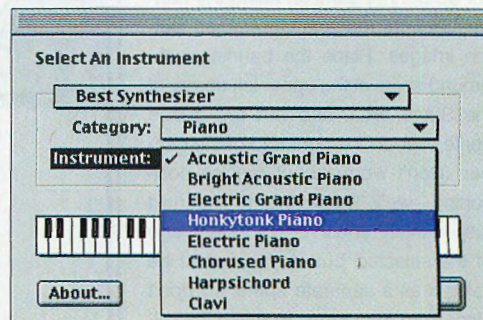 Select An Instrument
Best Synthesizer
Category: Piano
Instrument: ✓ Acoustic Grand Piano
Bright Acoustic Piano
Electric Grand Piano
Honkytonk Piano
Electric Piano
Chorused Piano
Harpsichord
Clavi
About...